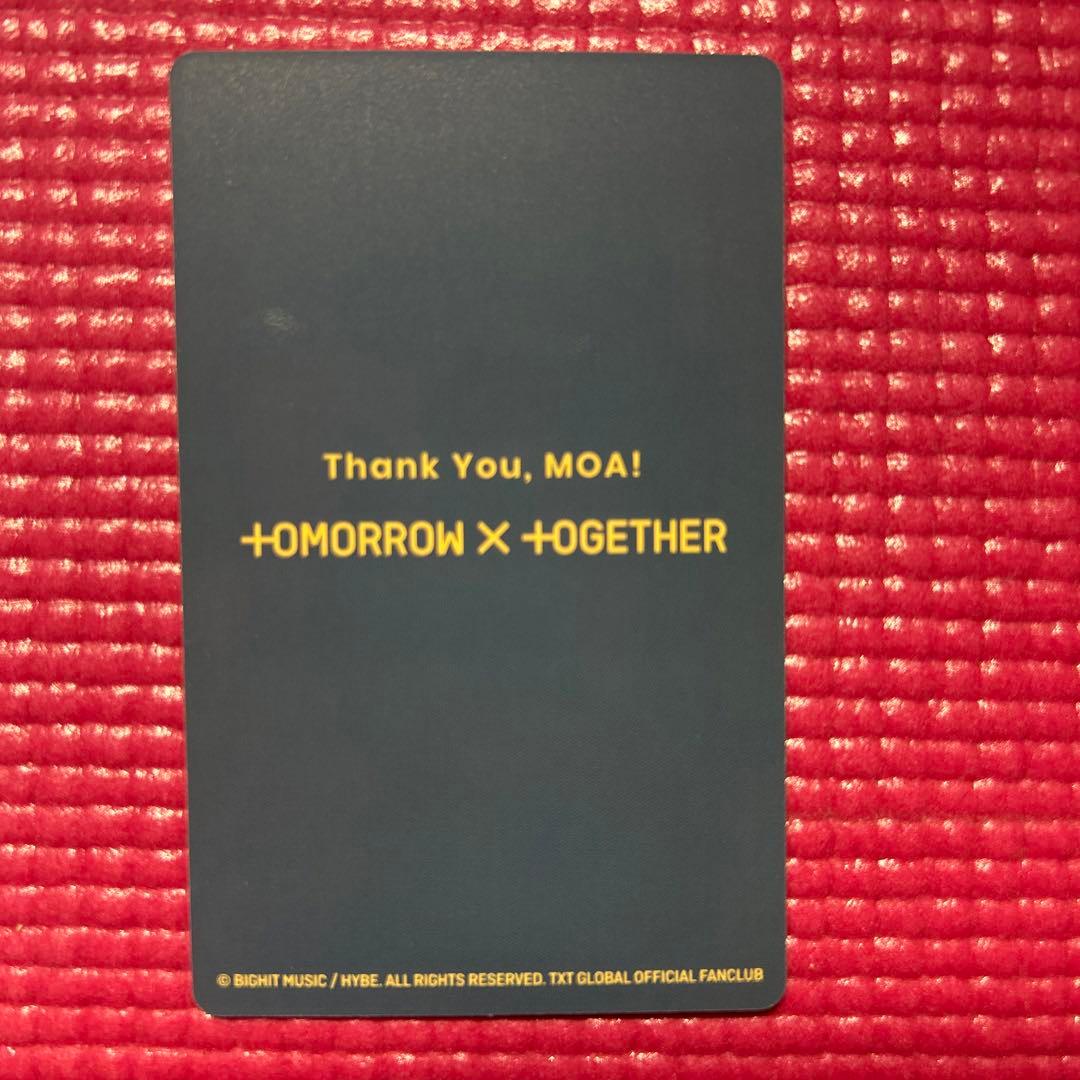 Thank You, MOA!
TOMORROW X TOGETHER
© BIGHIT MUSIC / HYBE. ALL RIGHTS RESERVED. TXT GLOBAL OFFICIAL FANCLUB